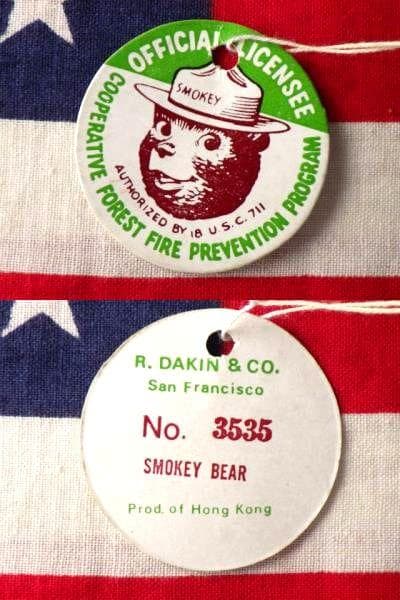 OFFICIAL LICENSEE
SMOKEY
AUTHORIZED BY 18 U.S.C. 711
COOPERATIVE FOREST FIRE PREVENTION PROGRAM
R. DAKIN & CO.
San Francisco
No. 3535
SMOKEY BEAR
Prod. of Hong Kong